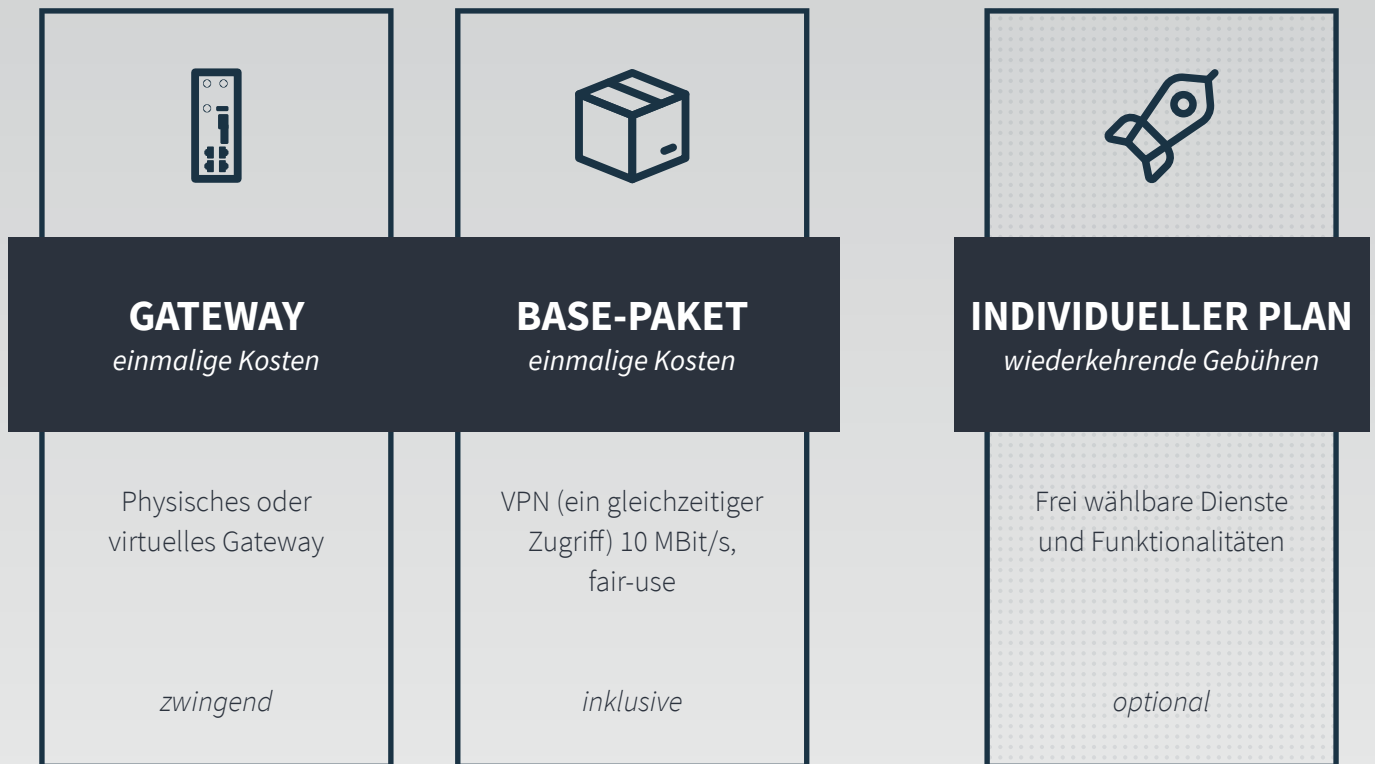 GATEWAY
einmalige Kosten
Physisches oder
virtuelles Gateway
zwingend
BASE-PAKET
einmalige Kosten
VPN (ein gleichzeitiger
Zugriff) 10 MBit/s,
fair-use
inklusive
INDIVIDUELLER PLAN
wiederkehrende Gebühren
Frei wählbare Dienste
und Funktionalitäten
optional